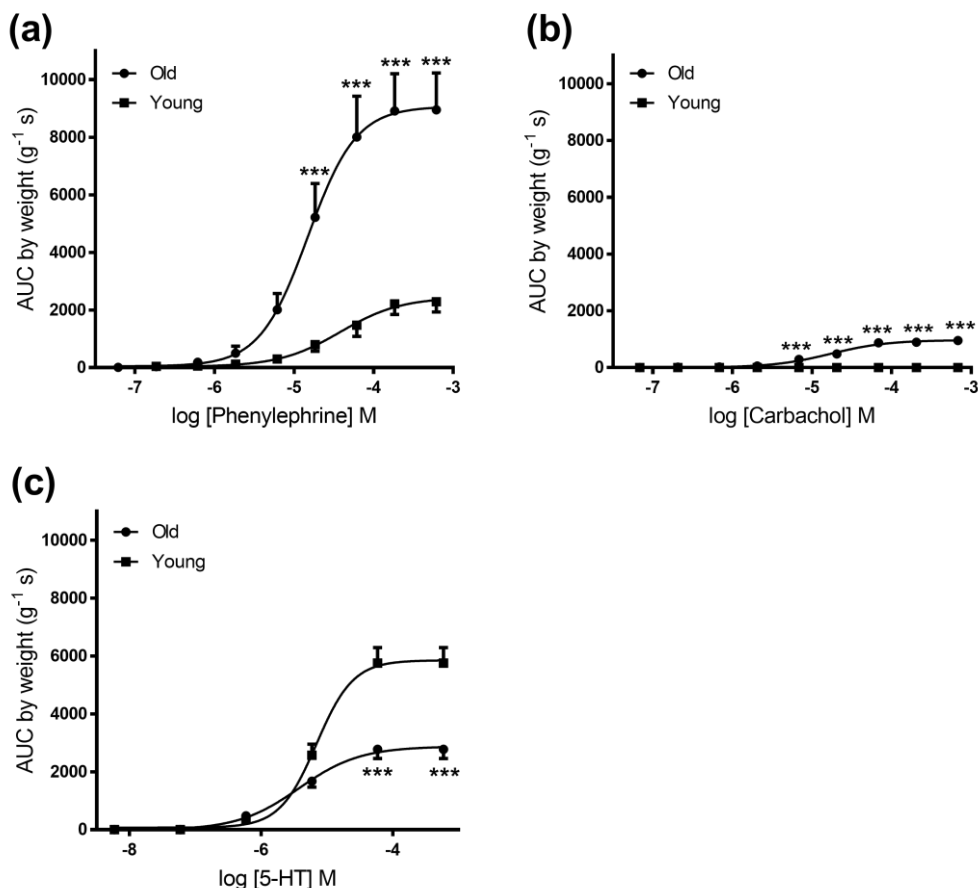 (a)
Old
Young
10000
8000
6000
4000
2000
0
AUC by weight (g⁻¹ s)
***
***
***
***
-7
-6
-5
-4
-3
log [Phenylephrine] M
(b)
Old
Young
10000
8000
6000
4000
2000
0
AUC by weight (g⁻¹ s)
***
***
***
***
***
-7
-6
-5
-4
-3
log [Carbachol] M
(c)
Old
Young
10000
8000
6000
4000
2000
0
AUC by weight (g⁻¹ s)
***
***
-8
-6
-4
log [5-HT] M